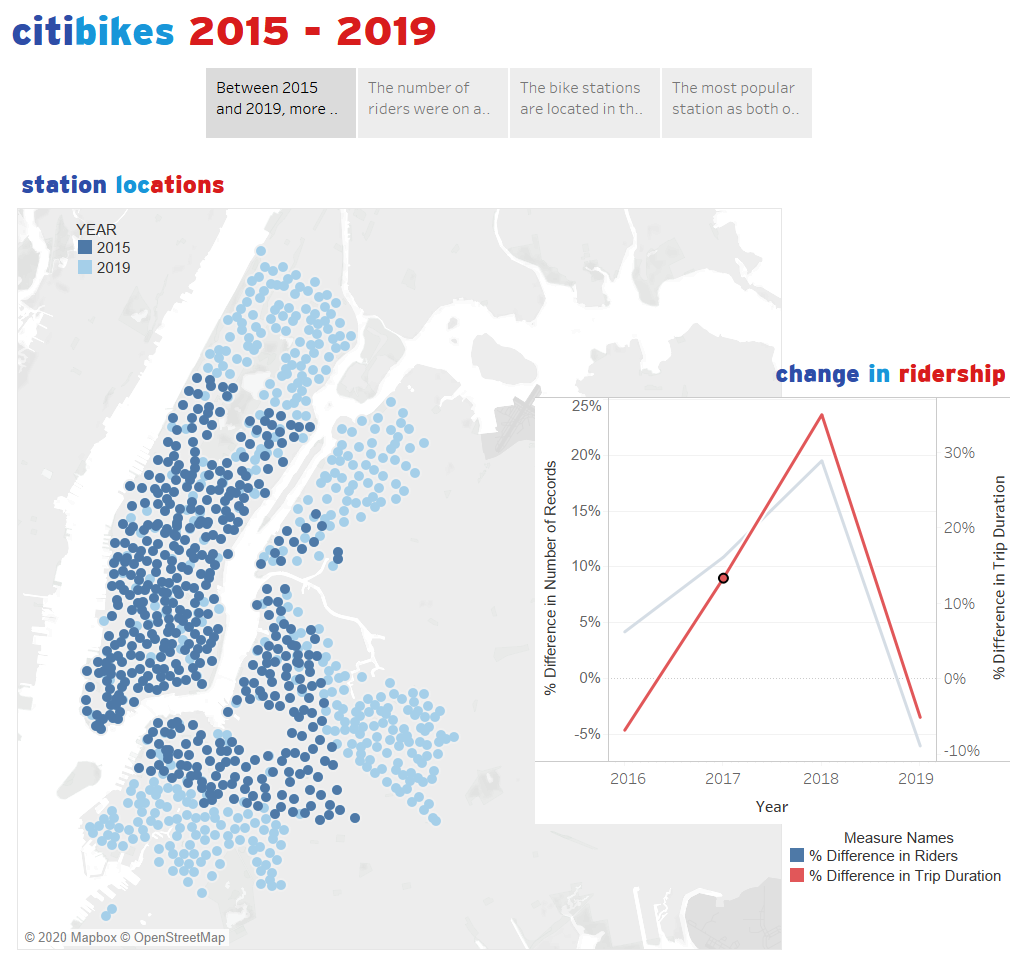 citibikes 2015 - 2019
Between 2015
and 2019, more ..
The number of
riders were on a..
The bike stations
are located in th..
The most popular
station as both o..
station locations
YEAR
2015
2019
© 2020 Mapbox © OpenStreetMap
change in ridership
% Difference in Number of Records
25%
20%
15%
10%
5%
0%
-5%
30%
20%
10%
0%
-10%
% Difference in Trip Duration
2016
2017
2018
2019
Year
Measure Names
% Difference in Riders
% Difference in Trip Duration